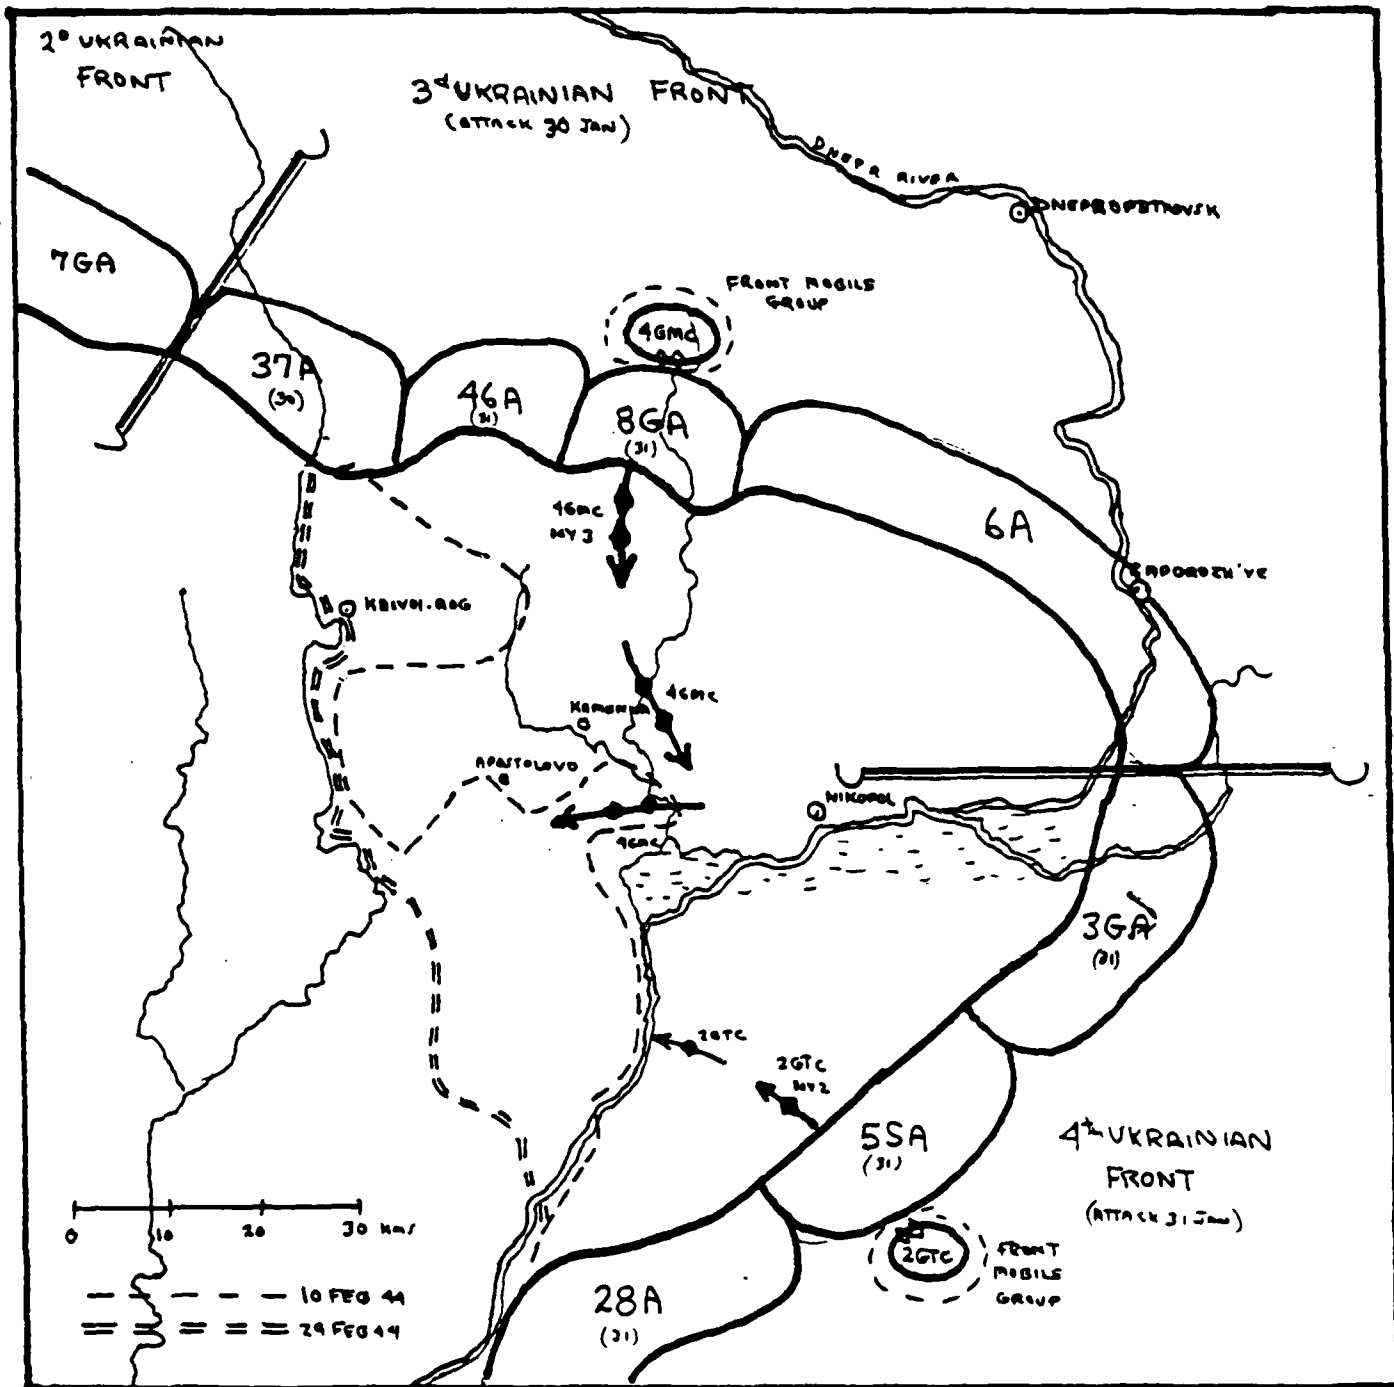 2D UKRAINIAN
FRONT
3d UKRAINIAN FRONT
(ATTACK 30 JAN)
DNEPR RIVER
DNEPROPETROVSK
7GA
FRONT MOBILE
GROUP
4GMC
37A
(30)
46A
(31)
8GA
(31)
4GMC
NY 3
6A
ZAPOROZH'YE
KRIVOI-ROG
4GMC
KAMENKA
APOSTOLOVO
NIKOPOL
4GMC
3GA
(31)
2GTC
2GTC
NY 2
5SA
(31)
4th UKRAINIAN
FRONT
(ATTACK 31 JAN)
0 10 20 30 kms
2GTC
FRONT
MOBILE
GROUP
28A
(31)
10 FEB 44
29 FEB 44